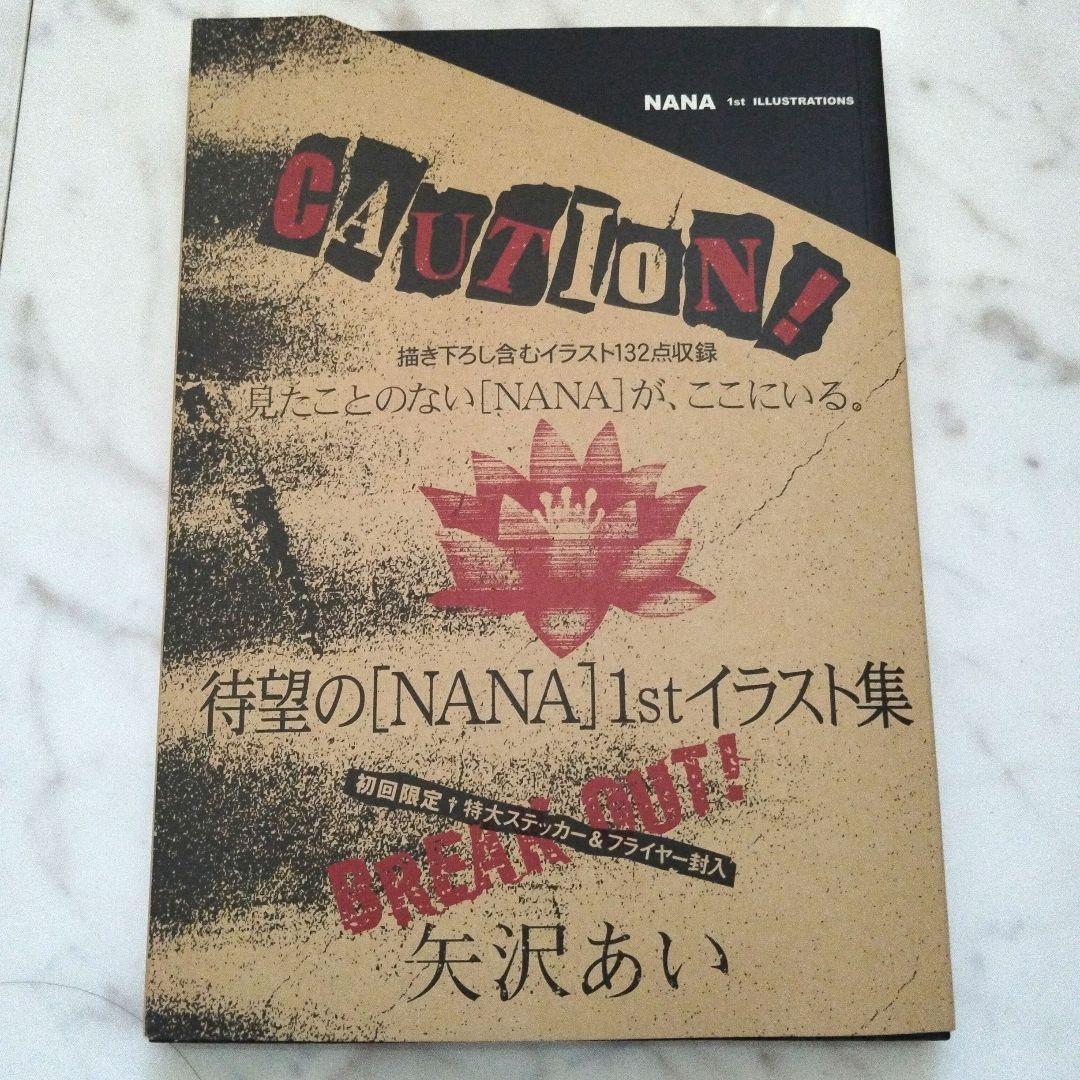 NANA 1st ILLUSTRATIONS
CAUTION!
描き下ろし含むイラスト132点収録
見たことのない[NANA]が、ここにいる。
待望の[NANA]1stイラスト集
BREAK OUT!
初回限定†特大ステッカー&フライヤー封入
矢沢あい